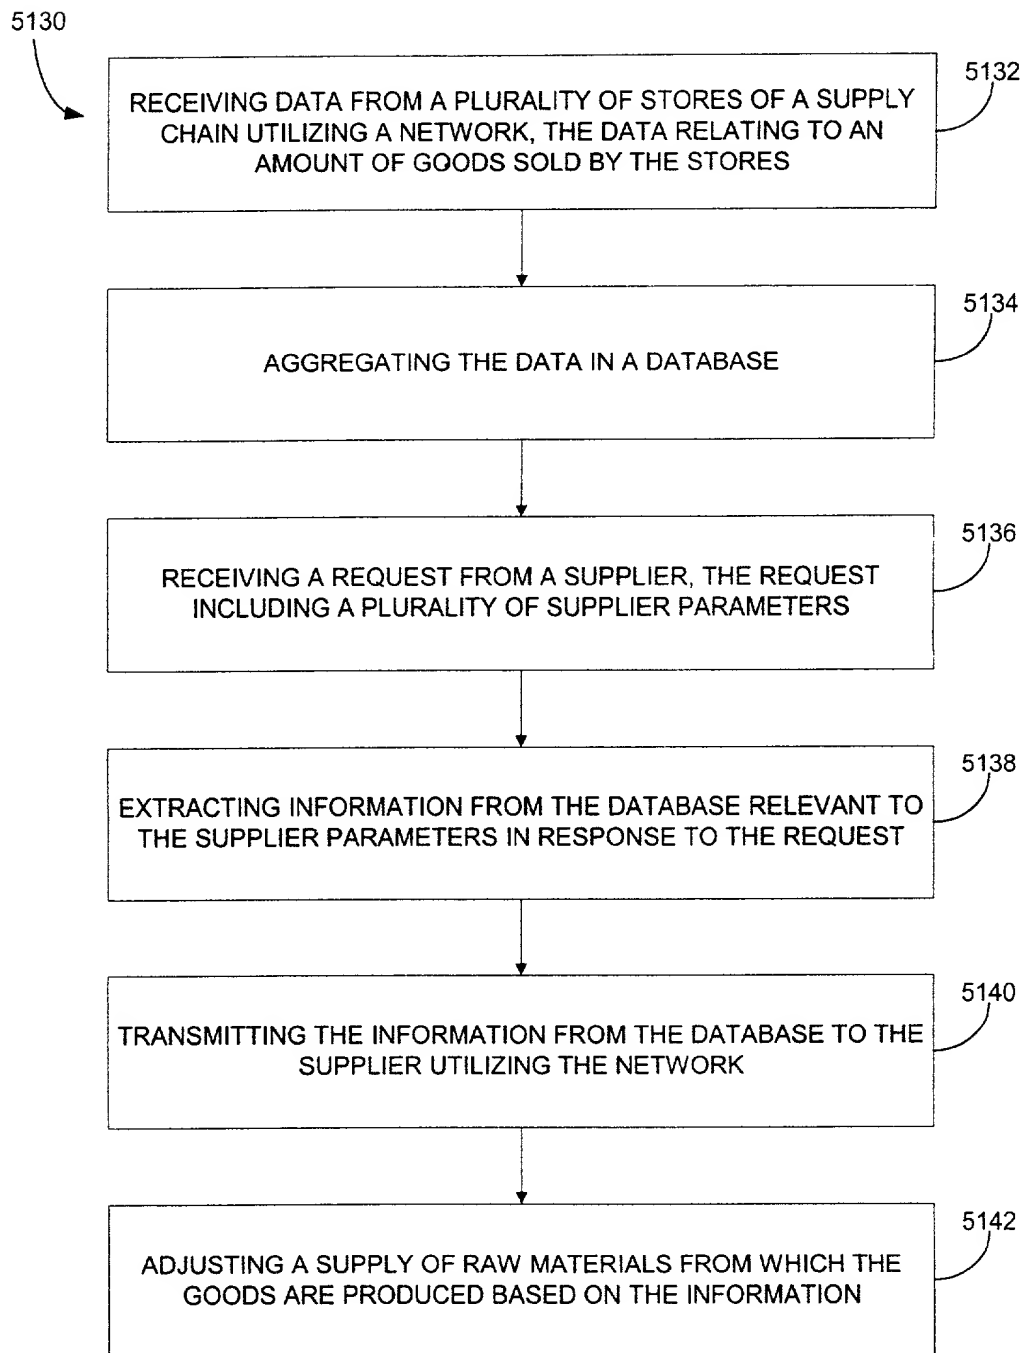 5130
5132
RECEIVING DATA FROM A PLURALITY OF STORES OF A SUPPLY
CHAIN UTILIZING A NETWORK, THE DATA RELATING TO AN
AMOUNT OF GOODS SOLD BY THE STORES
5134
AGGREGATING THE DATA IN A DATABASE
5136
RECEIVING A REQUEST FROM A SUPPLIER, THE REQUEST
INCLUDING A PLURALITY OF SUPPLIER PARAMETERS
5138
EXTRACTING INFORMATION FROM THE DATABASE RELEVANT TO
THE SUPPLIER PARAMETERS IN RESPONSE TO THE REQUEST
5140
TRANSMITTING THE INFORMATION FROM THE DATABASE TO THE
SUPPLIER UTILIZING THE NETWORK
5142
ADJUSTING A SUPPLY OF RAW MATERIALS FROM WHICH THE
GOODS ARE PRODUCED BASED ON THE INFORMATION